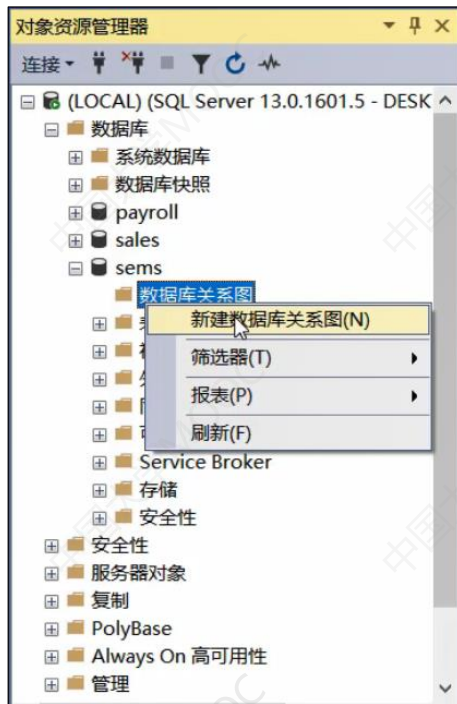 对象资源管理器
连接
(LOCAL) (SQL Server 13.0.1601.5 - DESK
数据库
系统数据库
数据库快照
payroll
sales
sems
数据库关系图
新建数据库关系图(N)
筛选器(T)
报表(P)
刷新(F)
Service Broker
存储
安全性
安全性
服务器对象
复制
PolyBase
Always On 高可用性
管理